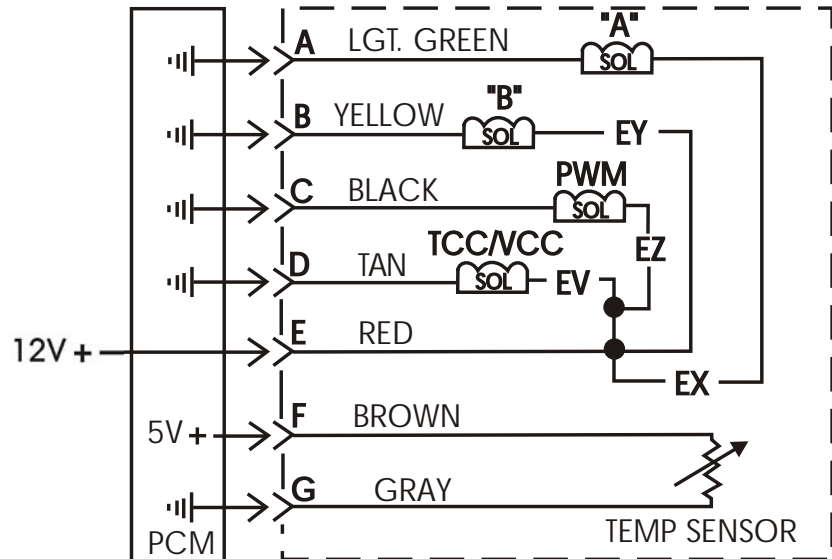 A LGT. GREEN "A" SOL
B YELLOW "B" SOL EY
C BLACK PWM SOL EZ
D TAN TCC/VCC SOL EV
12V + E RED
EX
5V + F BROWN
G GRAY
PCM TEMP SENSOR